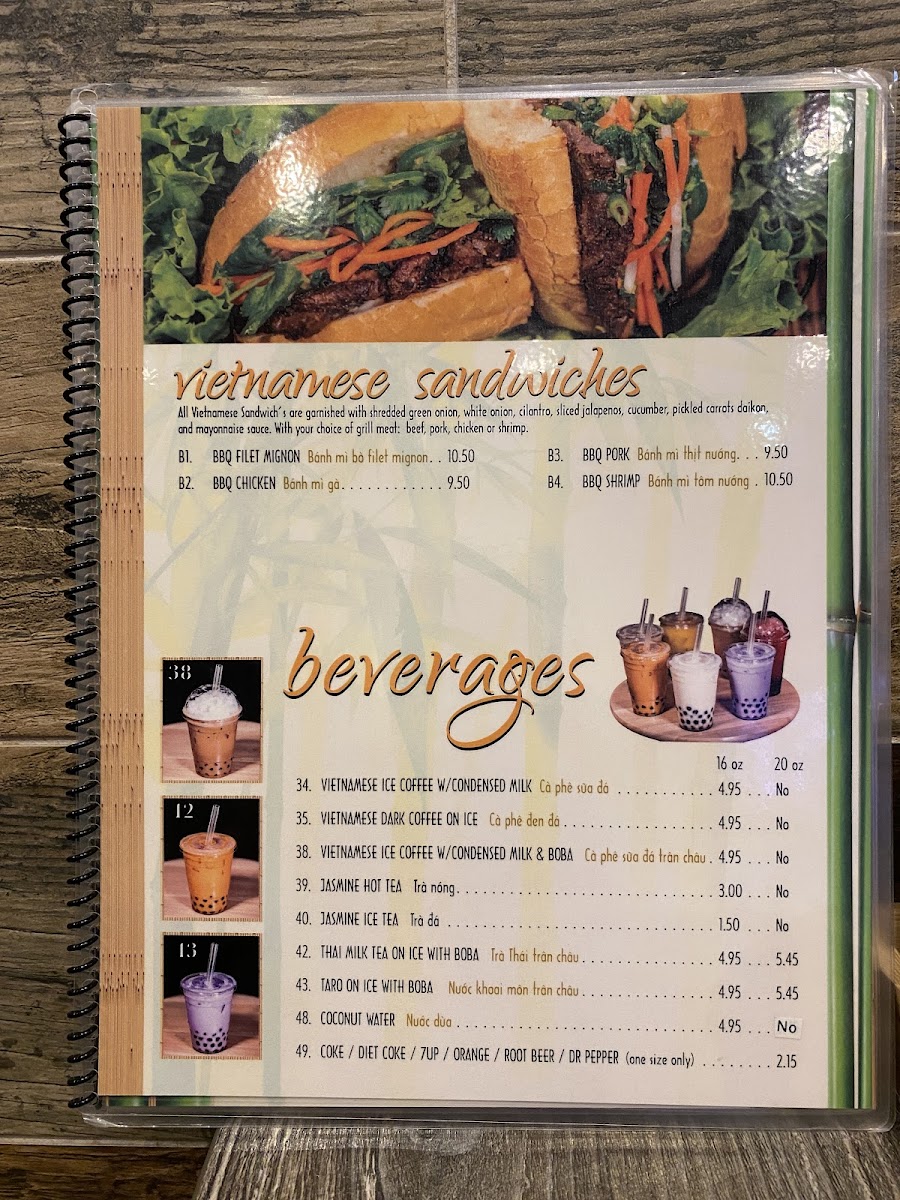 vietnamese sandwiches
All Vietnamese Sandwich's are garnished with shredded green onion, white onion, cilantro, sliced jalapenos, cucumber, pickled carrots daikon,
and mayonnaise sauce. With your choice of grill meat: beef, pork, chicken or shrimp.
B1. BBQ FILET MIGNON Bánh mì bò filet mignon. . 10.50
B2. BBQ CHICKEN Bánh mì gà. . . . . . . . . . . . 9.50
B3. BBQ PORK Bánh mì thịt nướng. . . 9.50
B4. BBQ SHRIMP Bánh mì tôm nướng . 10.50
beverages
38
12
13
16 oz 20 oz
34. VIETNAMESE ICE COFFEE W/CONDENSED MILK Cà phê sữa đá . . . . . . . . . . . 4.95 . . . No
35. VIETNAMESE DARK COFFEE ON ICE Cà phê đen đá . . . . . . . . . . . . . . . . . 4.95 . . . No
38. VIETNAMESE ICE COFFEE W/CONDENSED MILK & BOBA Cà phê sữa đá trân châu . 4.95 . . . No
39. JASMINE HOT TEA Trà nóng. . . . . . . . . . . . . . . . . . . . . . . . . . . . . 3.00 . . . No
40. JASMINE ICE TEA Trà đá . . . . . . . . . . . . . . . . . . . . . . . . . . . . . . 1.50 . . . No
42. THAI MILK TEA ON ICE WITH BOBA Trà Thái trân châu . . . . . . . . . . . . . . . 4.95 . . . 5.45
43. TARO ON ICE WITH BOBA Nước khoai môn trân châu . . . . . . . . . . . . . . . 4.95 . . . 5.45
48. COCONUT WATER Nước dừa . . . . . . . . . . . . . . . . . . . . . . . . . . . . . 4.95 . . . No
49. COKE / DIET COKE / 7UP / ORANGE / ROOT BEER / DR PEPPER (one size only) . . . . . . . . 2.15